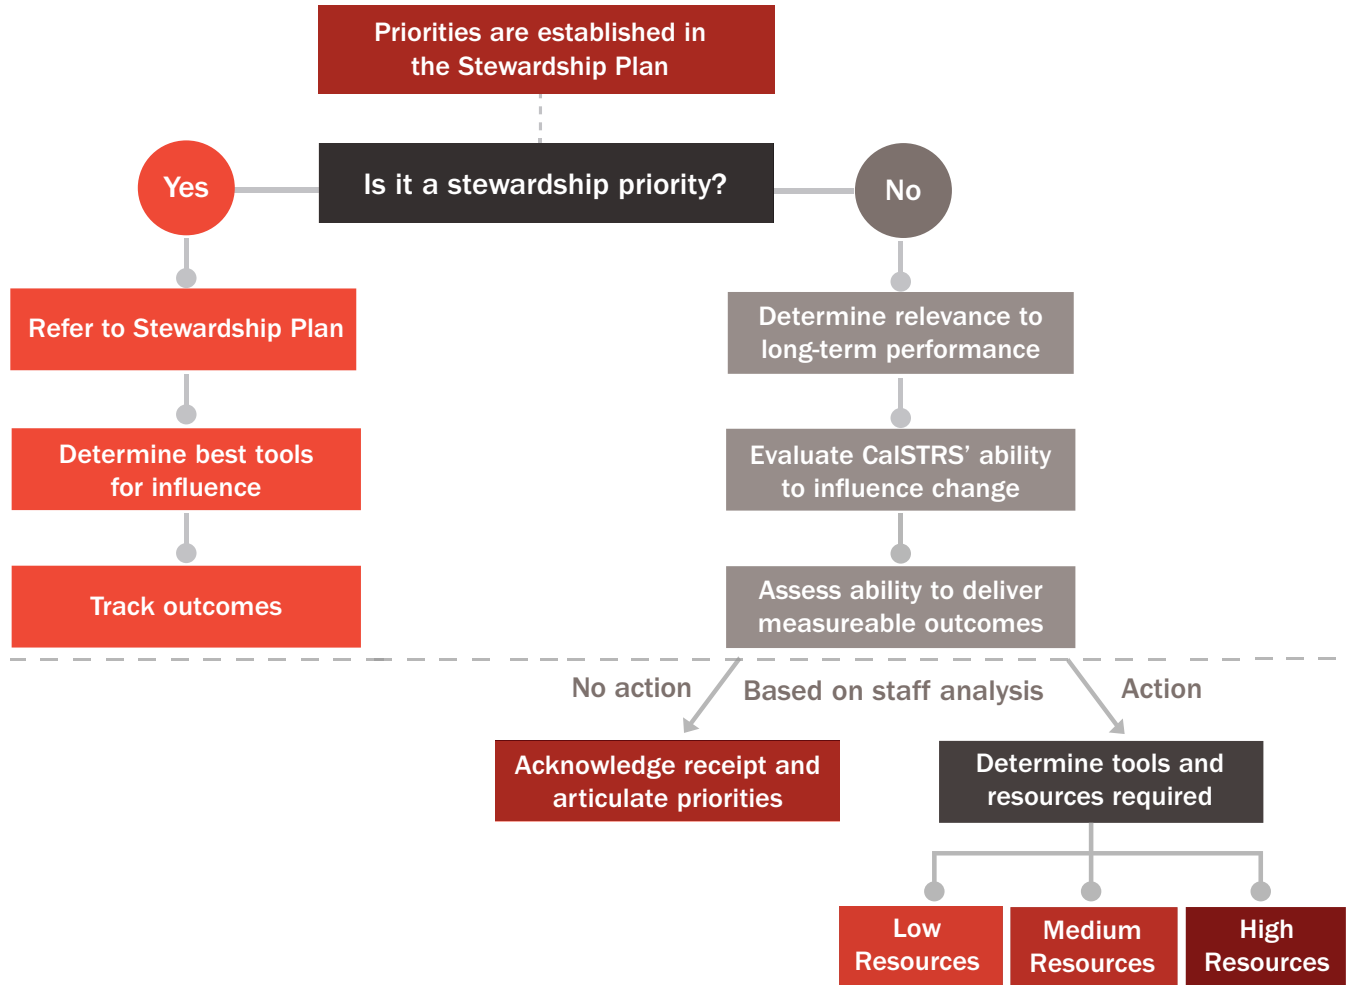 Priorities are established in
the Stewardship Plan
Yes
Is it a stewardship priority?
No
Refer to Stewardship Plan
Determine best tools
for influence
Track outcomes
Determine relevance to
long-term performance
Evaluate CalSTRS’ ability
to influence change
Assess ability to deliver
measureable outcomes
No action
Based on staff analysis
Action
Acknowledge receipt and
articulate priorities
Determine tools and
resources required
Low
Resources
Medium
Resources
High
Resources